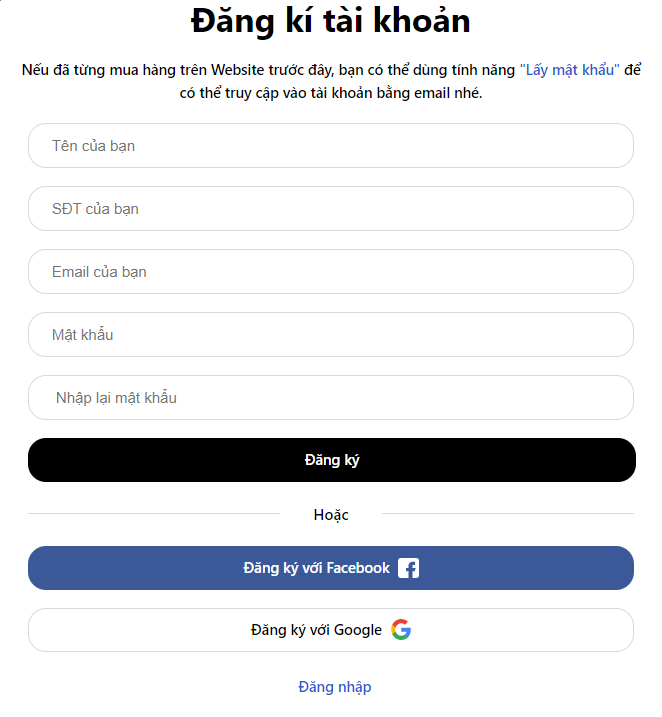 Đăng kí tài khoản
Nếu đã từng mua hàng trên Website trước đây, bạn có thể dùng tính năng "Lấy mật khẩu" để
có thể truy cập vào tài khoản bằng email nhé.
Tên của bạn
SĐT của bạn
Email của bạn
Mật khẩu
Nhập lại mật khẩu
Đăng ký
Hoặc
Đăng ký với Facebook
Đăng ký với Google
Đăng nhập